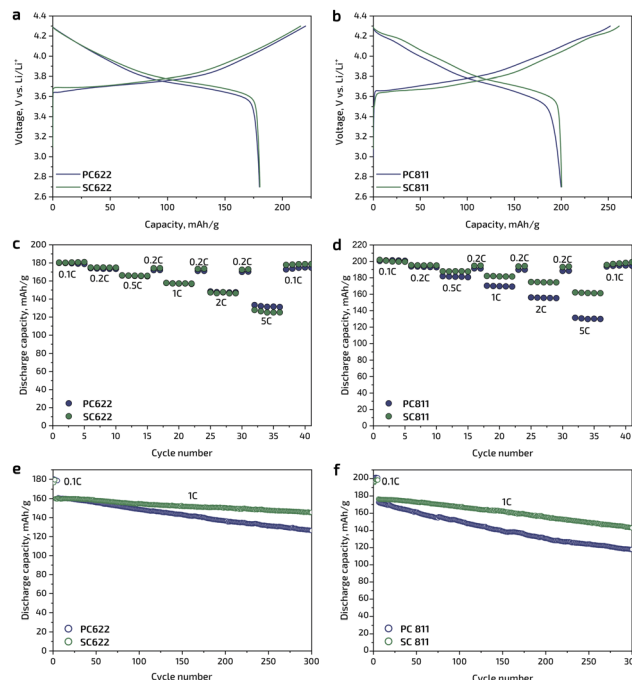 a
4.4
4.2
4.0
3.8
3.6
3.4
3.2
3.0
2.8
2.6
Voltage, V vs. Li/Li⁺
PC622
SC622
0 50 100 150 200
Capacity, mAh/g
b
4.4
4.2
4.0
3.8
3.6
3.4
3.2
3.0
2.8
2.6
Voltage, V vs. Li/Li⁺
PC811
SC811
0 50 100 150 200 250
Capacity, mAh/g
c
200
180
160
140
120
100
80
60
40
20
0
Discharge capacity, mAh/g
0.1C
0.2C
0.5C
0.2C
1C
0.2C
2C
0.2C
5C
0.1C
PC622
SC622
0 5 10 15 20 25 30 35 40
Cycle number
d
220
200
180
160
140
120
100
80
60
40
20
0
Discharge capacity, mAh/g
0.1C
0.2C
0.5C
0.2C
1C
0.2C
2C
0.2C
5C
0.1C
PC811
SC811
0 5 10 15 20 25 30 35 40
Cycle number
e
180
160
140
120
100
80
60
40
20
0
Discharge capacity, mAh/g
0.1C
1C
PC622
SC622
0 50 100 150 200 250 300
Cycle number
f
200
180
160
140
120
100
80
60
40
20
0
Discharge capacity, mAh/g
0.1C
1C
PC 811
SC 811
0 50 100 150 200 250 300
Cycle number